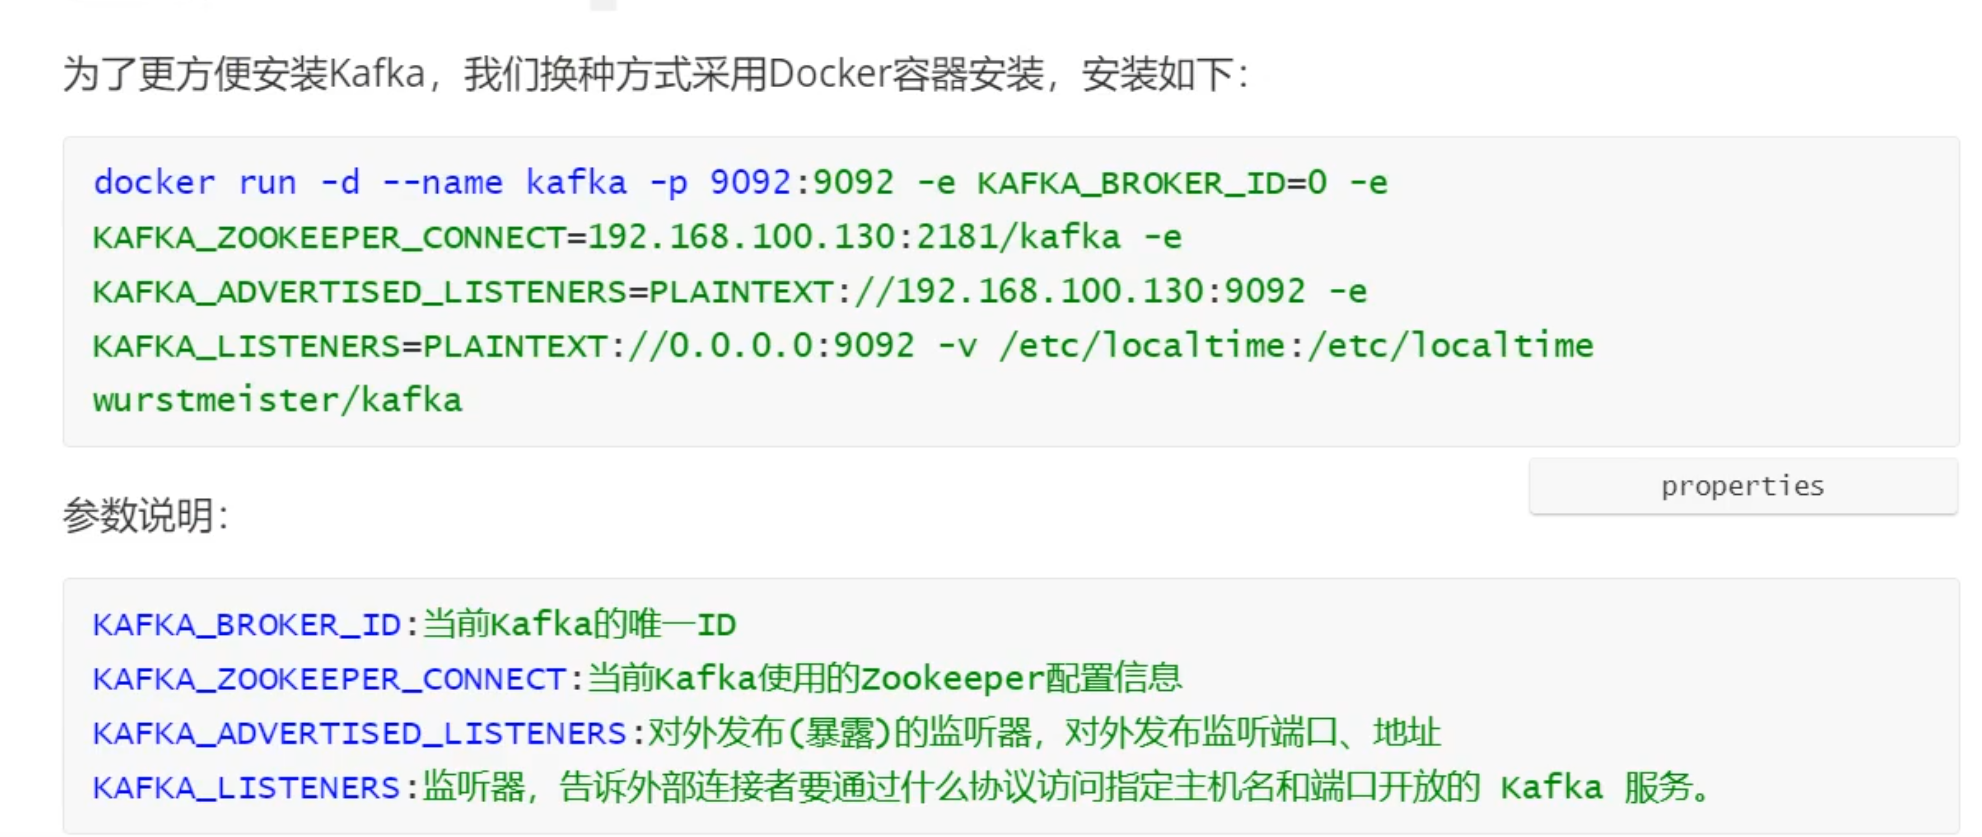 为了更方便安装Kafka，我们换种方式采用Docker容器安装，安装如下：
docker run -d --name kafka -p 9092:9092 -e KAFKA_BROKER_ID=0 -e
KAFKA_ZOOKEEPER_CONNECT=192.168.100.130:2181/kafka -e
KAFKA_ADVERTISED_LISTENERS=PLAINTEXT://192.168.100.130:9092 -e
KAFKA_LISTENERS=PLAINTEXT://0.0.0.0:9092 -v /etc/localtime:/etc/localtime
wurstmeister/kafka
properties
参数说明：
KAFKA_BROKER_ID:当前Kafka的唯一ID
KAFKA_ZOOKEEPER_CONNECT:当前Kafka使用的Zookeeper配置信息
KAFKA_ADVERTISED_LISTENERS:对外发布(暴露)的监听器，对外发布监听端口、地址
KAFKA_LISTENERS:监听器，告诉外部连接者要通过什么协议访问指定主机名和端口开放的 Kafka 服务。